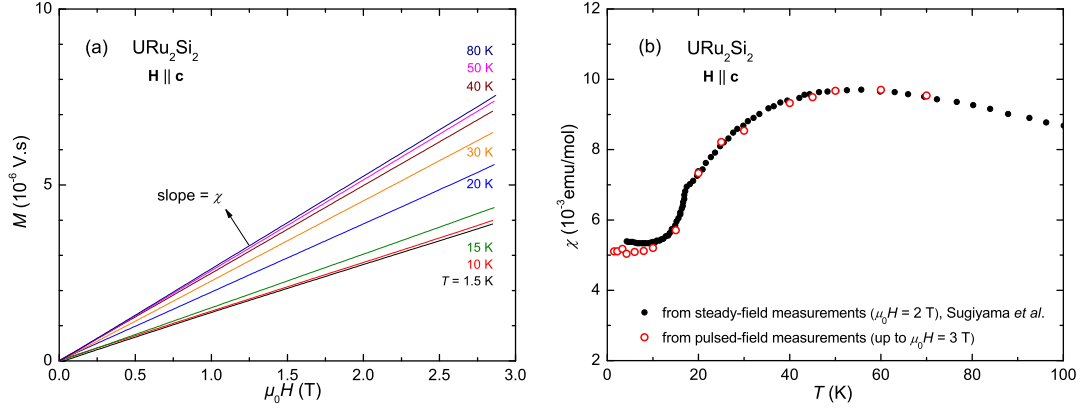 (a) URu₂Si₂
H || c
80 K
50 K
40 K
30 K
20 K
15 K
10 K
T = 1.5 K
slope = χ
M (10⁻⁶ V.s)
10
5
0
0.0 0.5 1.0 1.5 2.0 2.5 3.0
μ₀H (T)
(b) URu₂Si₂
H || c
χ (10⁻³emu/mol)
12
10
8
6
4
2
from steady-field measurements (μ₀H = 2 T), Sugiyama et al.
from pulsed-field measurements (up to μ₀H = 3 T)
0 20 40 60 80 100
T (K)